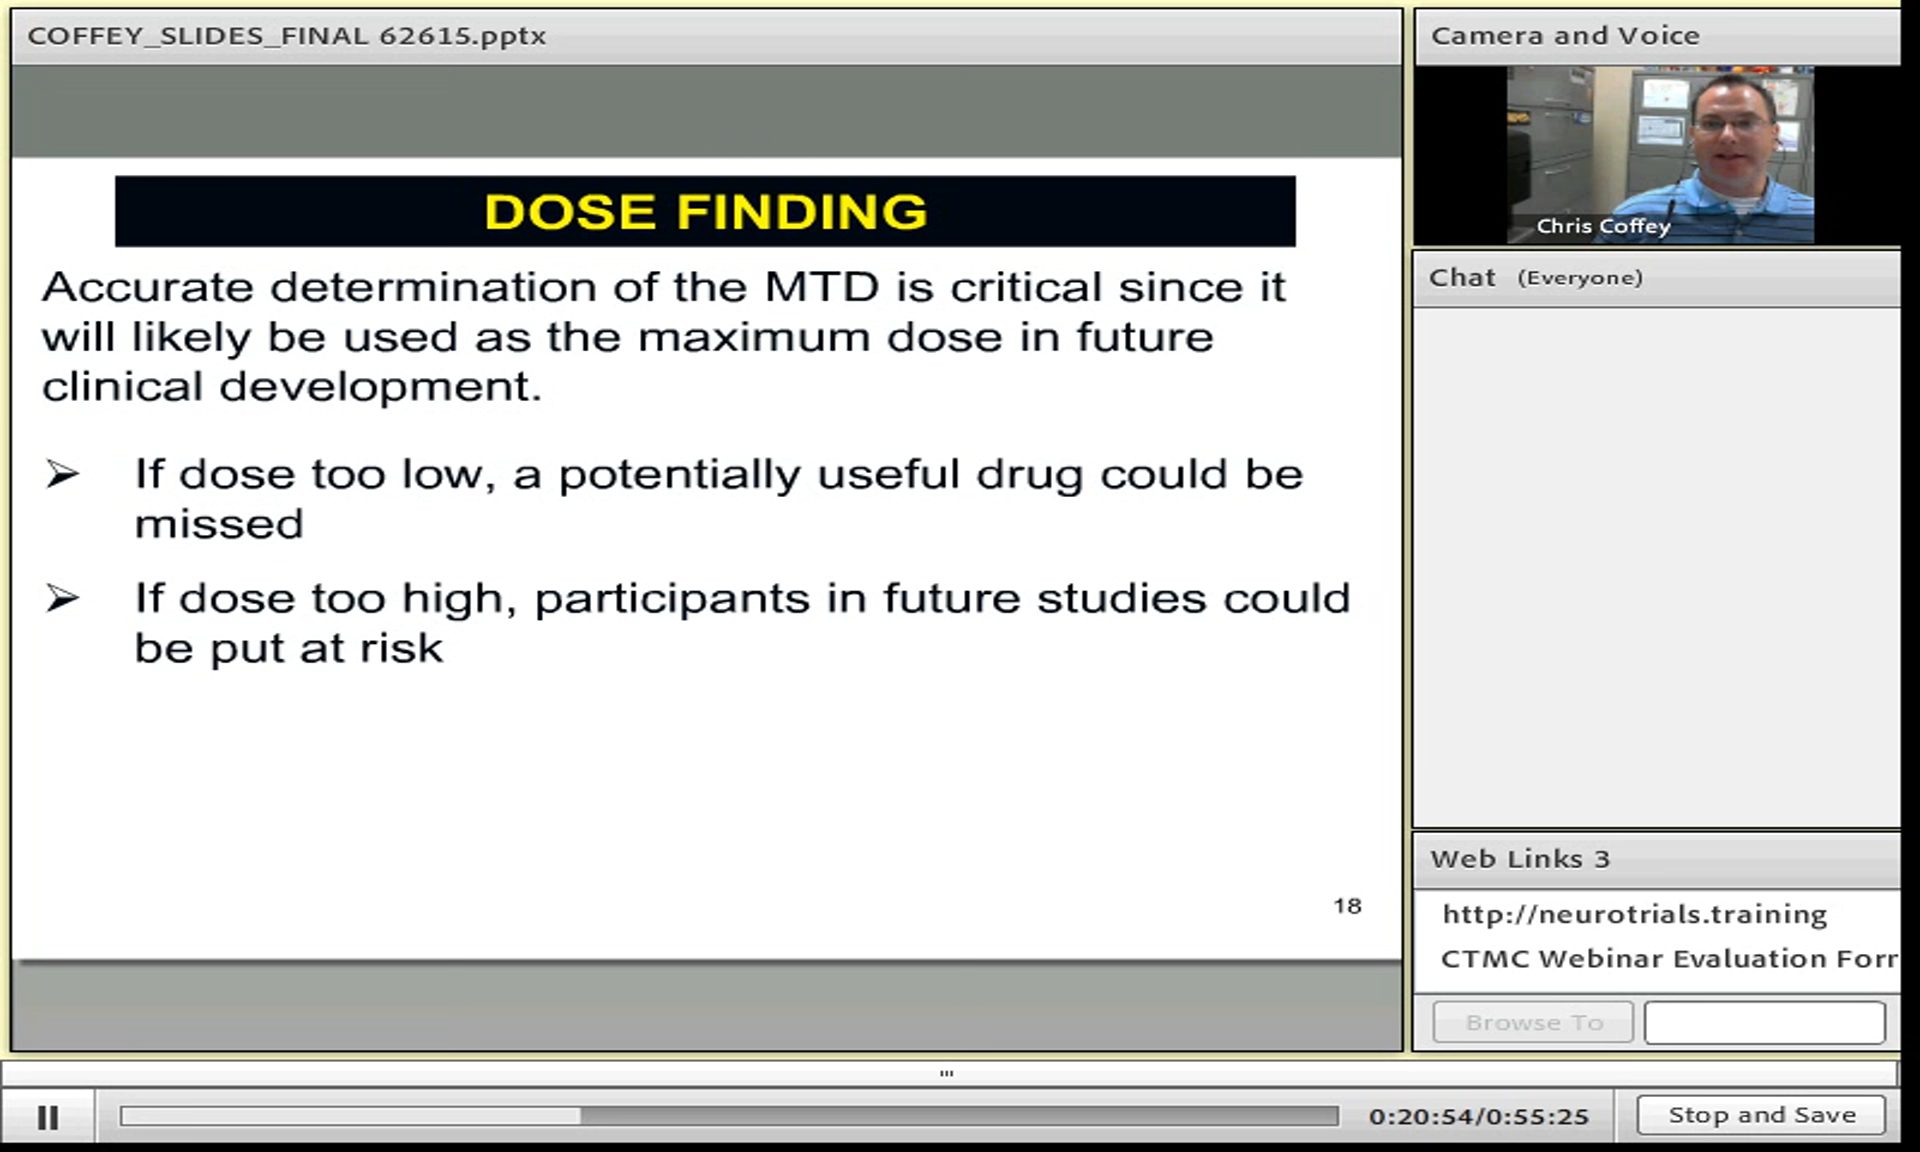 COFFEY_SLIDES_FINAL 62615.pptx
DOSE FINDING
Accurate determination of the MTD is critical since it
will likely be used as the maximum dose in future
clinical development.
➢ If dose too low, a potentially useful drug could be
missed
➢ If dose too high, participants in future studies could
be put at risk
18
Camera and Voice
Chris Coffey
Chat (Everyone)
Web Links 3
http://neurotrials.training
CTMC Webinar Evaluation Forr
Browse To
0:20:54/0:55:25
Stop and Save